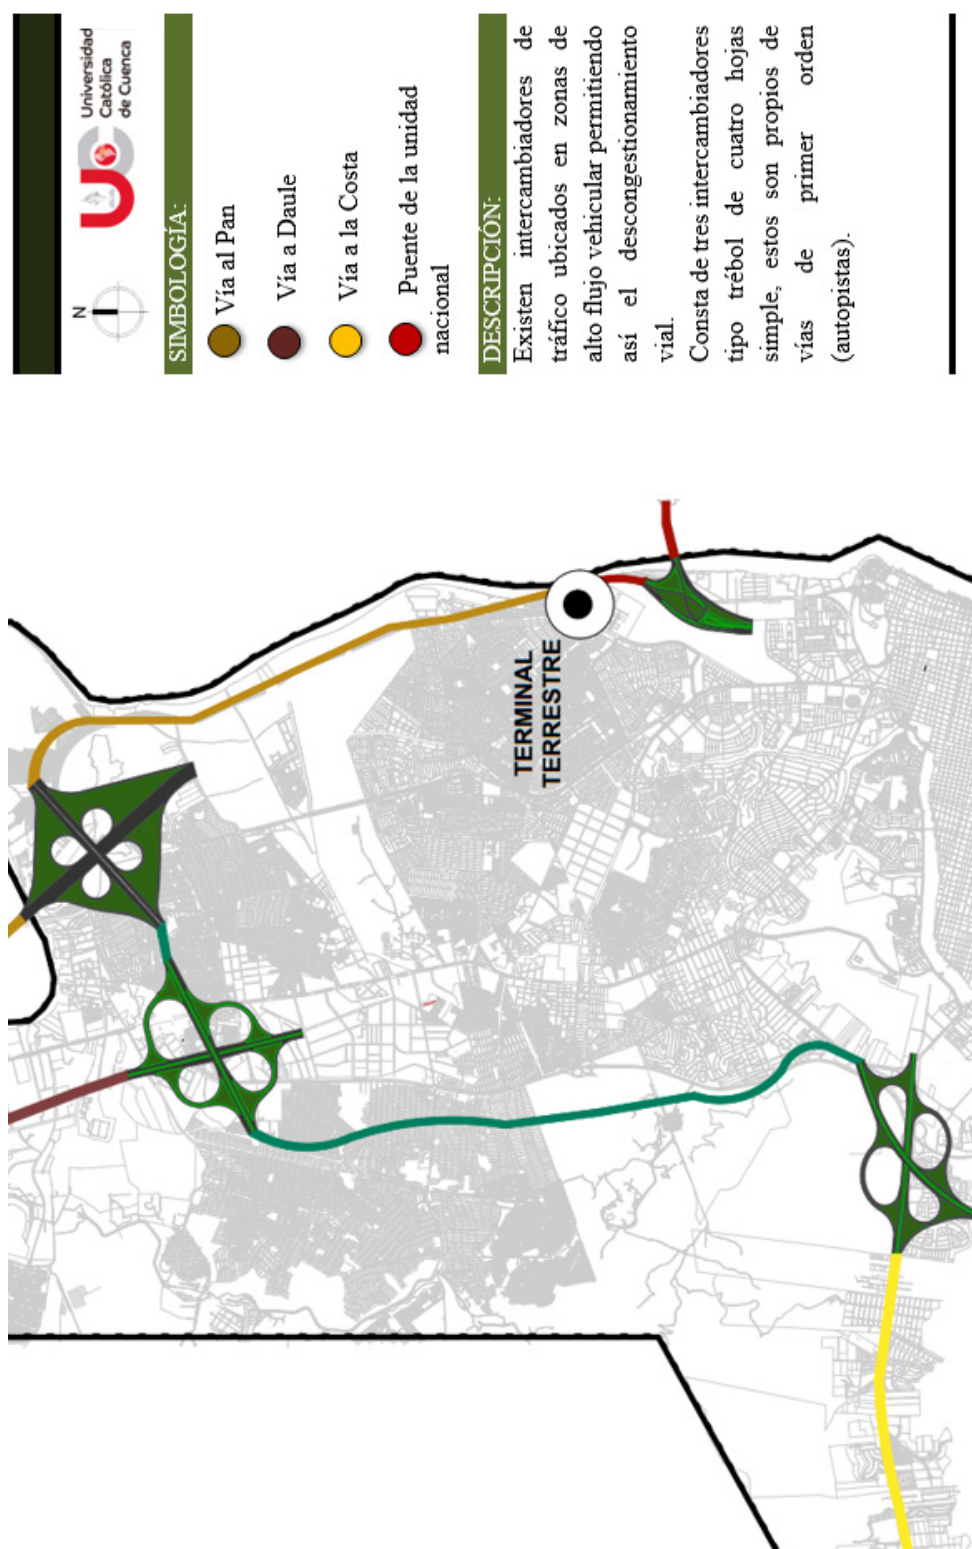 Universidad
Católica
de Cuenca
N
SIMBOLOGÍA:
Vía al Pan
Vía a Daule
Vía a la Costa
Puente de la unidad
nacional
DESCRIPCIÓN:
Existen intercambiadores de
tráfico ubicados en zonas de
alto flujo vehicular permitiendo
así el descongestionamiento
vial.
Consta de tres intercambiadores
tipo trébol de cuatro hojas
simple, estos son propios de
vías de primer orden
(autopistas).
TERMINAL
TERRESTRE